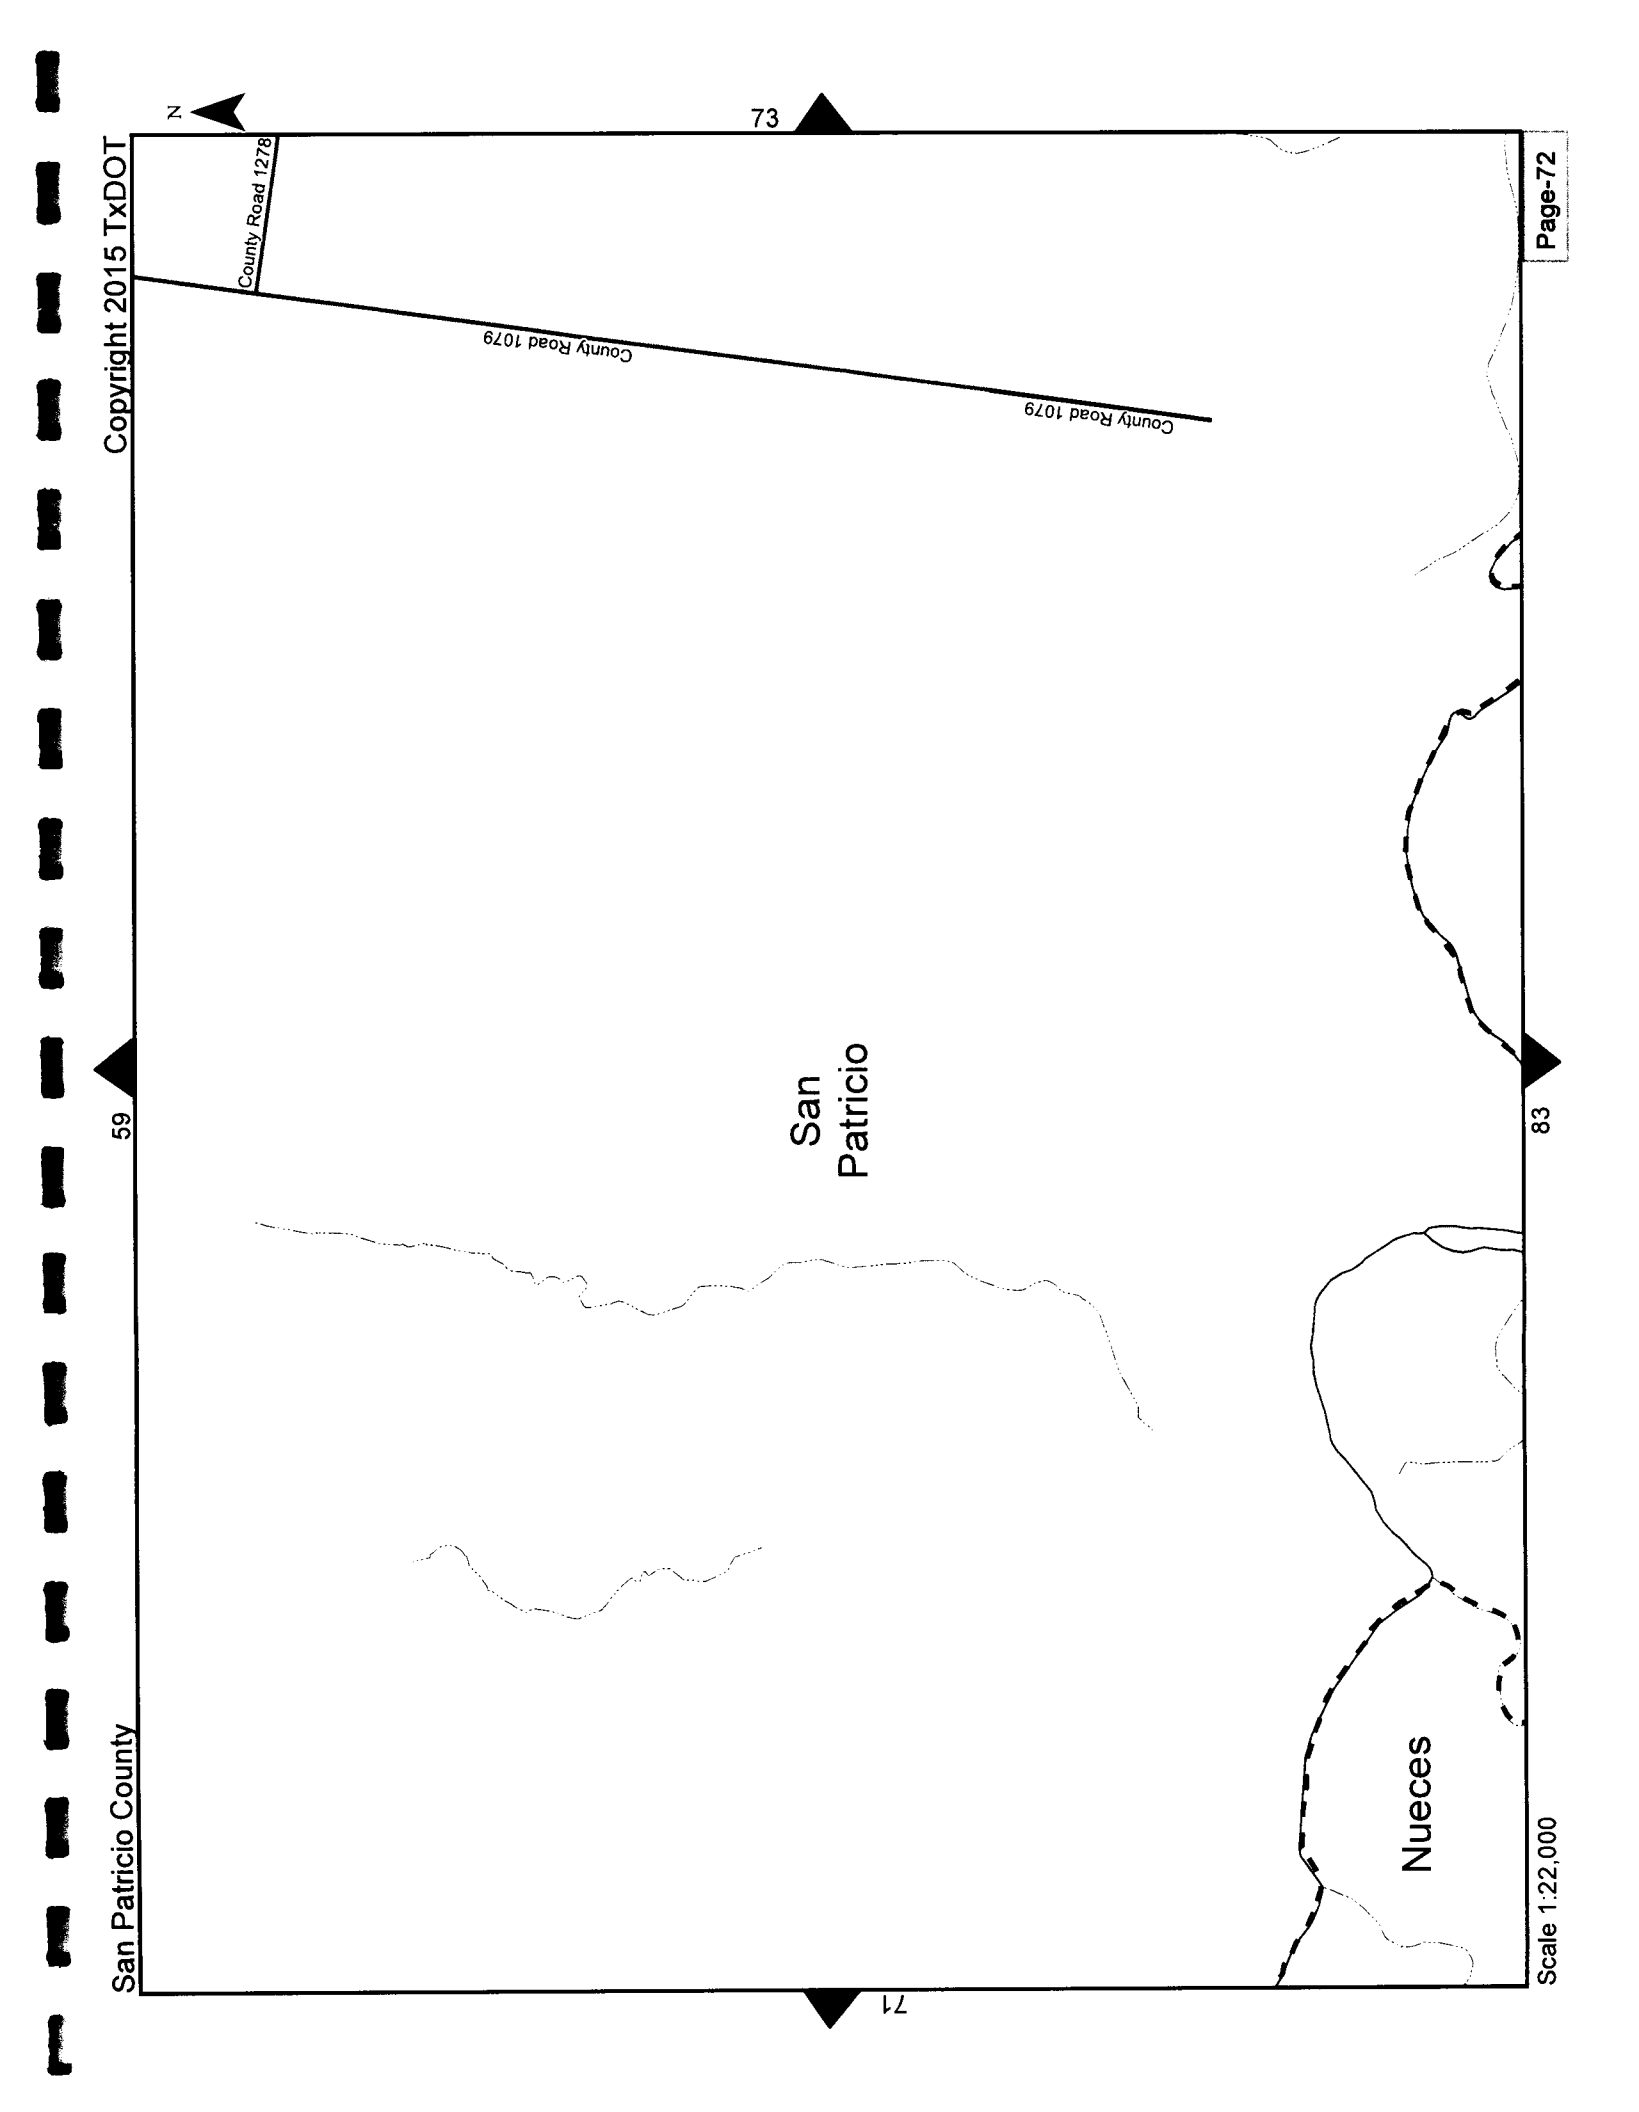 San Patricio County
Copyright 2015 TxDOT
N
59
County Road 1278
County Road 1079
County Road 1079
71
73
San
Patricio
Nueces
Scale 1:22,000
83
Page-72